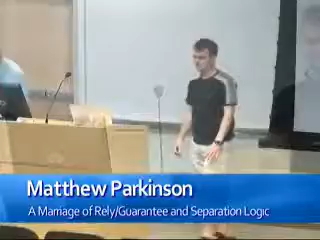 Matthew Parkinson
A Marriage of Rely/Guarantee and Separation Logic